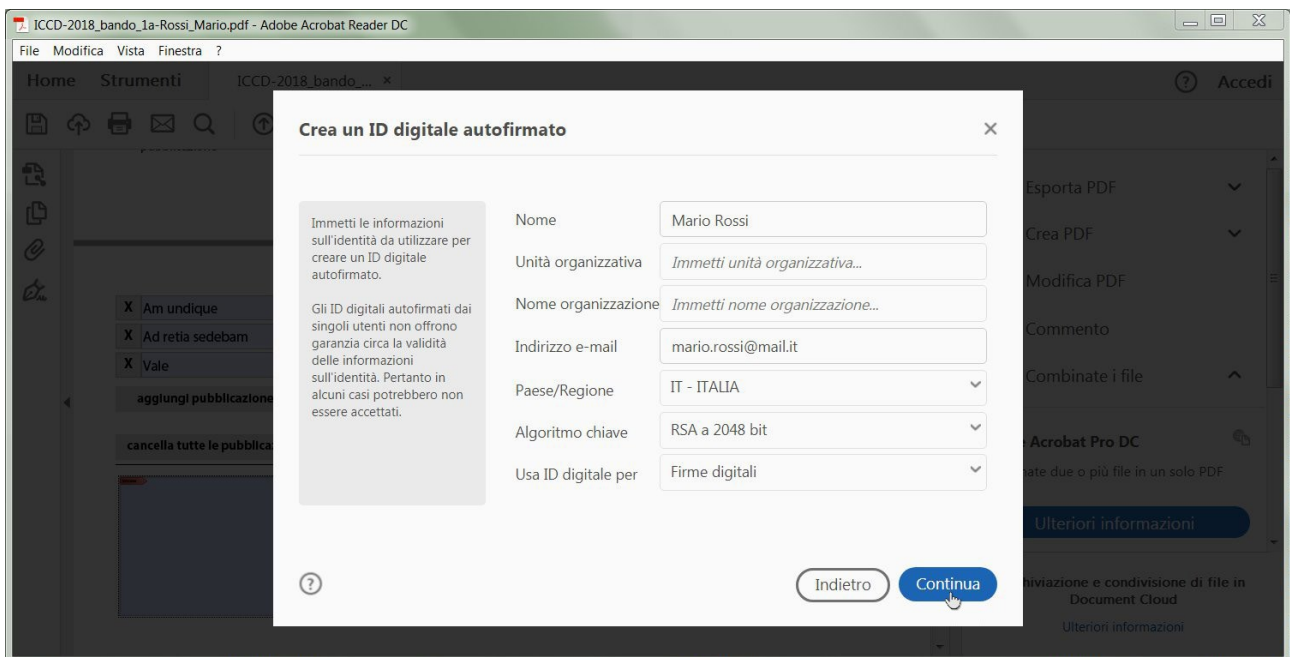 ICCD-2018_bando_1a-Rossi_Mario.pdf - Adobe Acrobat Reader DC
File Modifica Vista Finestra ?
Home Strumenti ICCD-2018_bando_... × ? Accedi
Crea un ID digitale autofirmato ×
Immetti le informazioni
sull'identità da utilizzare per
creare un ID digitale
autofirmato.
Gli ID digitali autofirmati dai
singoli utenti non offrono
garanzia circa la validità
delle informazioni
sull'identità. Pertanto in
alcuni casi potrebbero non
essere accettati.
Nome Mario Rossi
Unità organizzativa Immetti unità organizzativa...
Nome organizzazione Immetti nome organizzazione...
Indirizzo e-mail mario.rossi@mail.it
Paese/Regione IT - ITALIA
Algoritmo chiave RSA a 2048 bit
Usa ID digitale per Firme digitali
? Indietro Continua
X Am undique
X Ad retia sedebam
X Vale
aggiungi pubblicazione
cancella tutte le pubblica
Esporta PDF
Crea PDF
Modifica PDF
Commento
Combinate i file
Acrobat Pro DC
nate due o più file in un solo PDF
Ulteriori informazioni
hiviazione e condivisione di file in
Document Cloud
Ulteriori informazioni